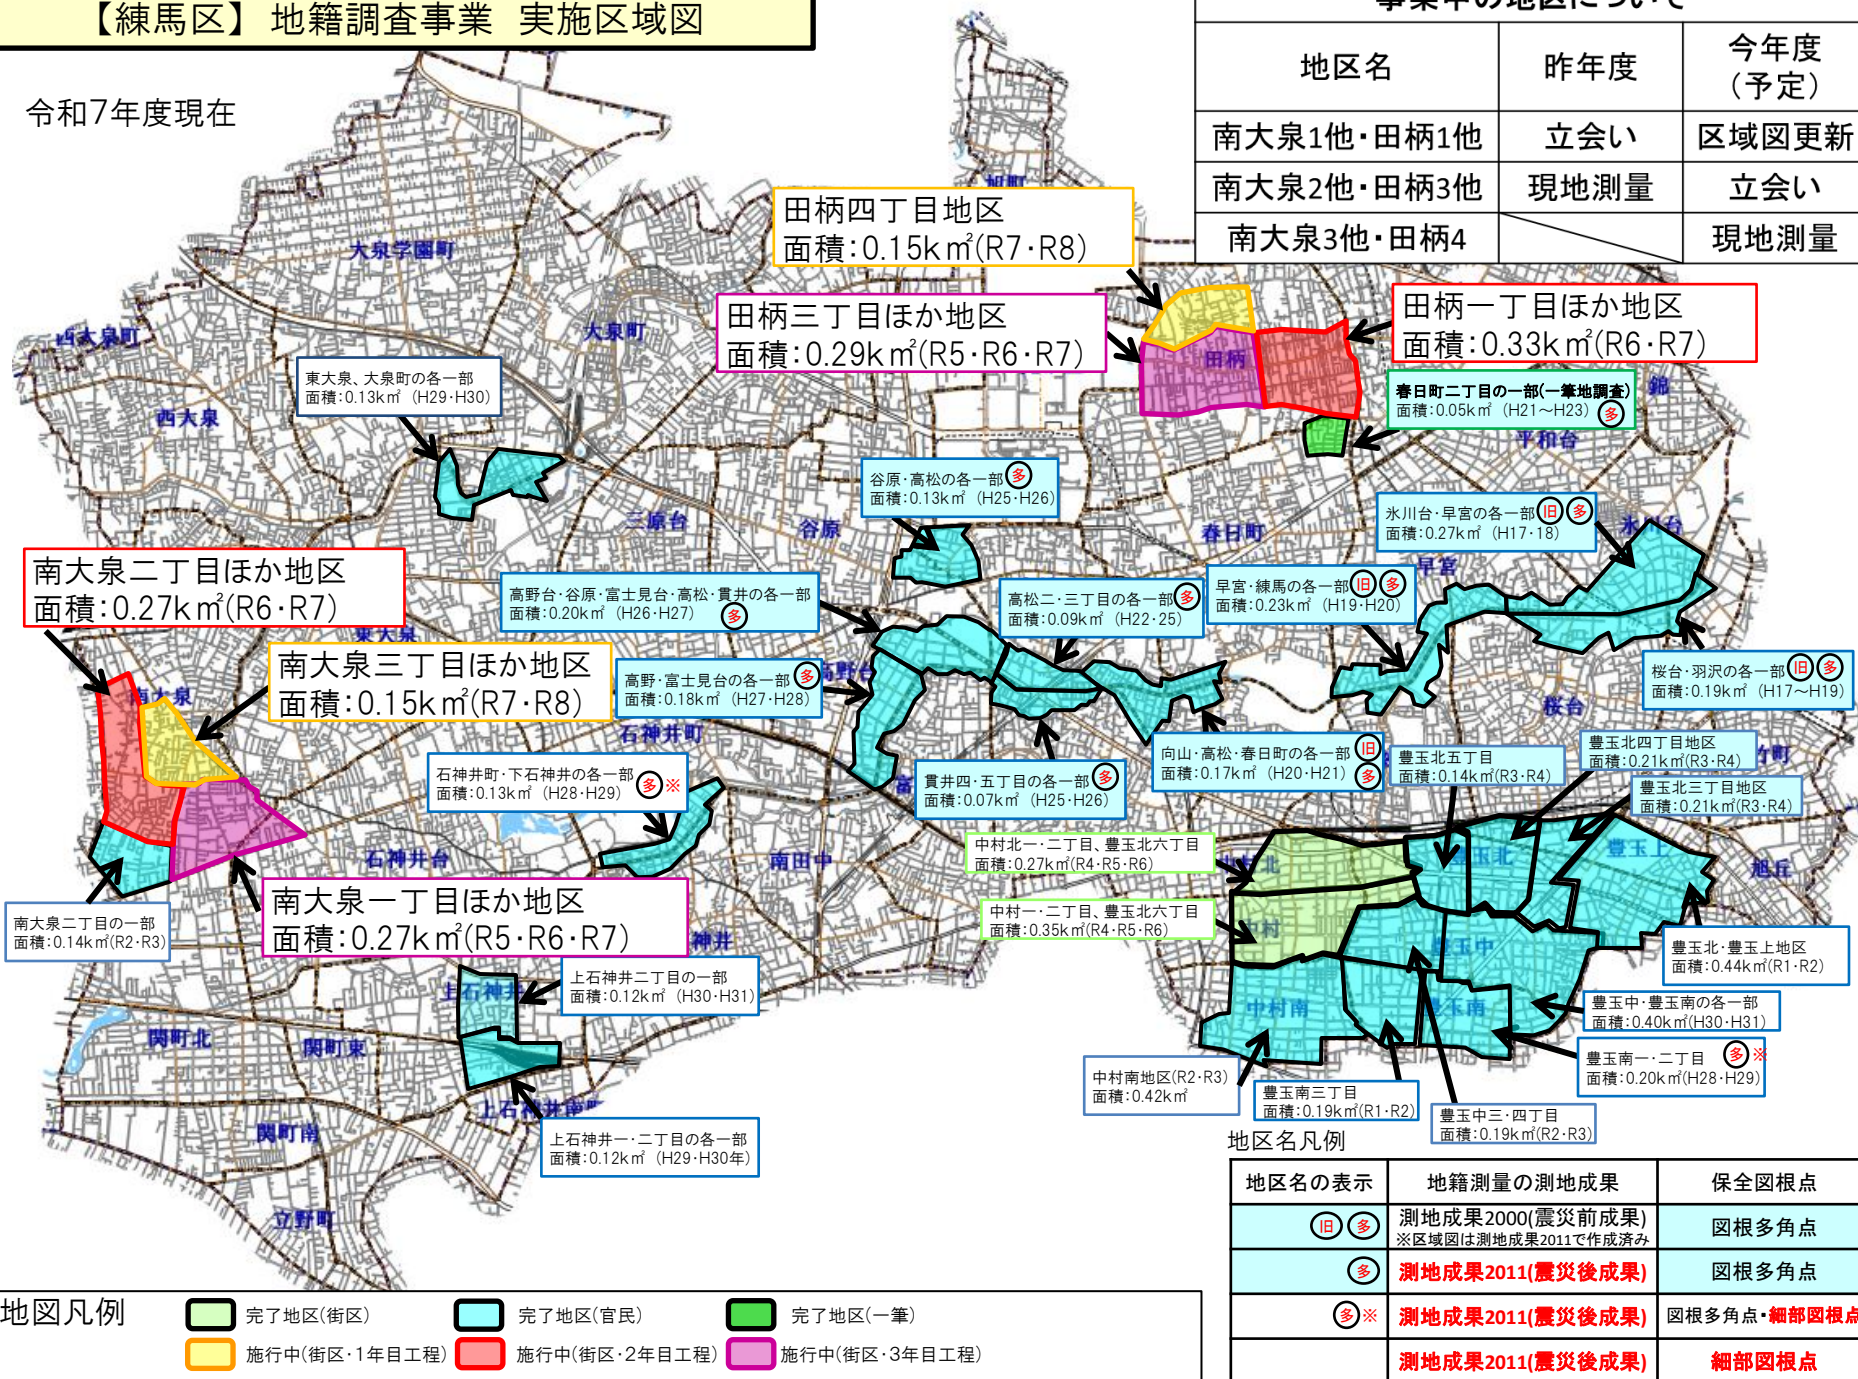 【練馬区】 地籍調査事業 実施区域図
令和7年度現在
事業中の地区について
地区名 昨年度 今年度(予定)
南大泉1他・田柄1他 立会い 区域図更新
南大泉2他・田柄3他 現地測量 立会い
南大泉3他・田柄4 現地測量
旭町
田柄四丁目地区
面積:0.15k㎡(R7・R8)
大泉学園町
田柄三丁目ほか地区
面積:0.29k㎡(R5・R6・R7)
田柄一丁目ほか地区
面積:0.33k㎡(R6・R7)
西大泉町
大泉町
田柄
東大泉、大泉町の各一部
面積:0.13k㎡ (H29・H30)
春日町二丁目の一部(一筆地調査)
面積:0.05k㎡ (H21~H23) 多
錦
西大泉
平和台
谷原・高松の各一部 多
面積:0.13k㎡ (H25・H26)
氷川台・早宮の各一部 旧 多
面積:0.27k㎡ (H17・18)
三原台
谷原
春日町
氷川台
早宮
南大泉二丁目ほか地区
面積:0.27k㎡(R6・R7)
高野台・谷原・富士見台・高松・貫井の各一部
面積:0.20k㎡ (H26・H27) 多
高松二・三丁目の各一部 多
面積:0.09k㎡ (H22・25)
早宮・練馬の各一部 旧 多
面積:0.23k㎡ (H19・H20)
東大泉
南大泉三丁目ほか地区
面積:0.15k㎡(R7・R8)
高野・富士見台の各一部 多
面積:0.18k㎡ (H27・H28)
高野台
桜台・羽沢の各一部 旧 多
面積:0.19k㎡ (H17~H19)
南大泉
桜台
石神井町
向山・高松・春日町の各一部 旧
面積:0.17k㎡ (H20・H21) 多
豊玉北五丁目
面積:0.14k㎡(R3・R4)
豊玉北四丁目地区
面積:0.21k㎡(R3・R4)
石神井町・下石神井の各一部 多※
面積:0.13k㎡ (H28・H29)
貫井四・五丁目の各一部 多
面積:0.07k㎡ (H25・H26)
富
竹町
豊玉北三丁目地区
面積:0.21k㎡(R3・R4)
中村北一・二丁目、豊玉北六丁目
面積:0.27k㎡(R4・R5・R6)
中村北
豊玉北
豊玉上
石神井台
南田中
旭丘
南大泉一丁目ほか地区
面積:0.27k㎡(R5・R6・R7)
中村一・二丁目、豊玉北六丁目
面積:0.35k㎡(R4・R5・R6)
中村
南大泉二丁目の一部
面積:0.14k㎡(R2・R3)
神井
豊玉中
豊玉北・豊玉上地区
面積:0.44k㎡(R1・R2)
上石神井二丁目の一部
面積:0.12k㎡ (H30・H31)
上石神井
中村南
豊玉南
豊玉中・豊玉南の各一部
面積:0.40k㎡(H30・H31)
関町北
関町東
豊玉南一・二丁目 多※
面積:0.20k㎡(H28・H29)
中村南地区(R2・R3)
面積:0.42k㎡
豊玉南三丁目
面積:0.19k㎡(R1・R2)
豊玉中三・四丁目
面積:0.19k㎡(R2・R3)
上石神井南町
関町南
上石神井一・二丁目の各一部
面積:0.12k㎡ (H29・H30年)
立野町
地区名凡例
地区名の表示 地籍測量の測地成果 保全図根点
旧 多 測地成果2000(震災前成果) 図根多角点
※区域図は測地成果2011で作成済み
多 測地成果2011(震災後成果) 図根多角点
多※ 測地成果2011(震災後成果) 図根多角点・細部図根点
測地成果2011(震災後成果) 細部図根点
地図凡例
完了地区(街区) 完了地区(官民) 完了地区(一筆)
施行中(街区・1年目工程) 施行中(街区・2年目工程) 施行中(街区・3年目工程)